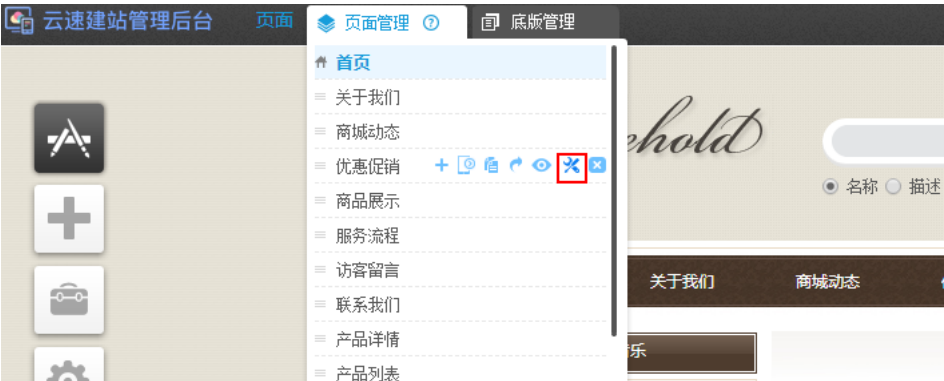 云速建站管理后台 页面 页面管理 底版管理
首页
关于我们
商城动态
优惠促销
商品展示
服务流程
访客留言
联系我们
产品详情
产品列表
ehold
名称 描述
关于我们 商城动态
乐